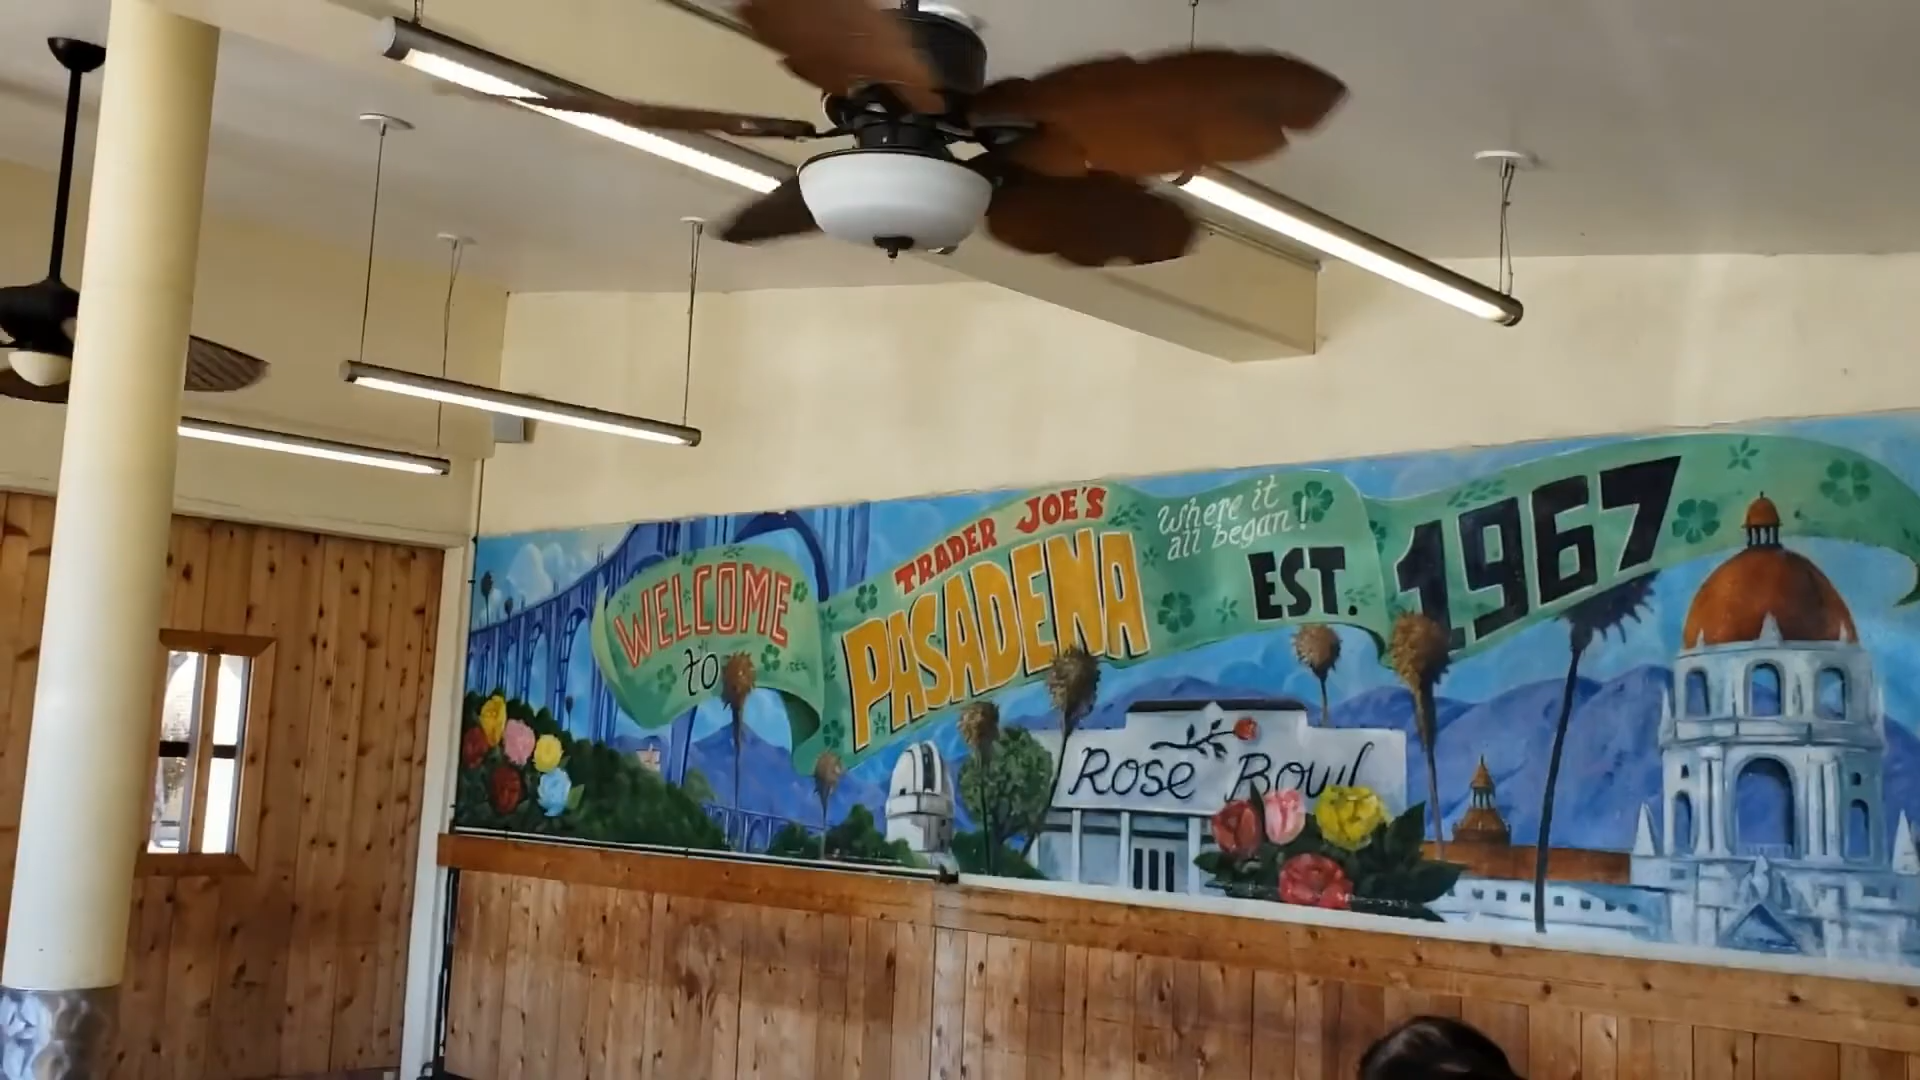 WELCOME
to
TRADER JOE'S
PASADENA
where it
all began!
EST. 1967
Rose Bowl